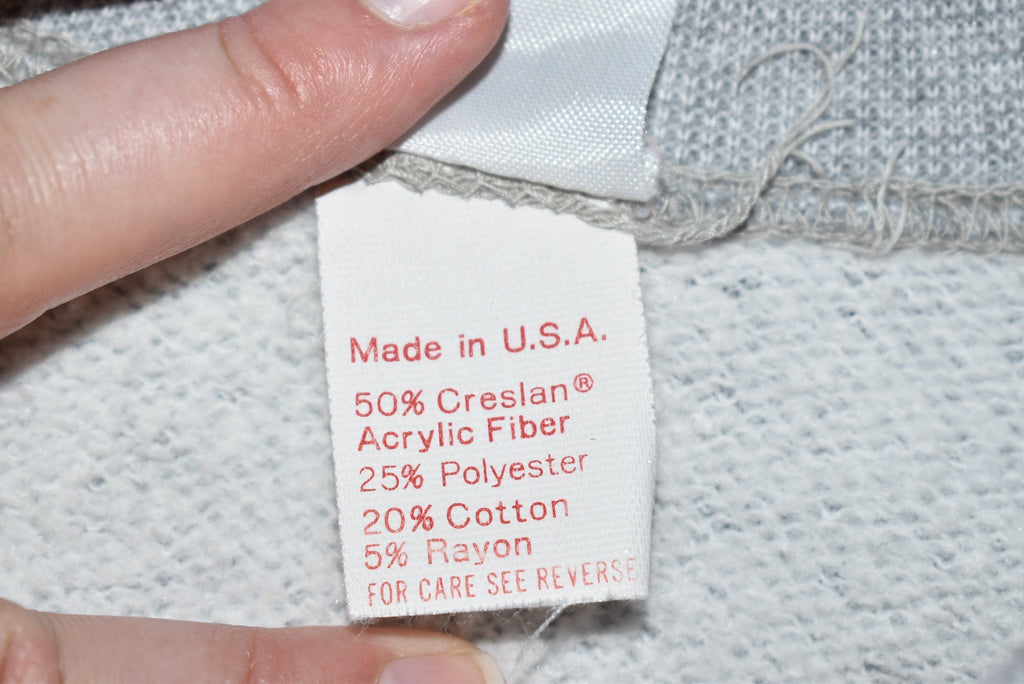 Made in U.S.A.
50% Creslan®
Acrylic Fiber
25% Polyester
20% Cotton
5% Rayon
FOR CARE SEE REVERSE